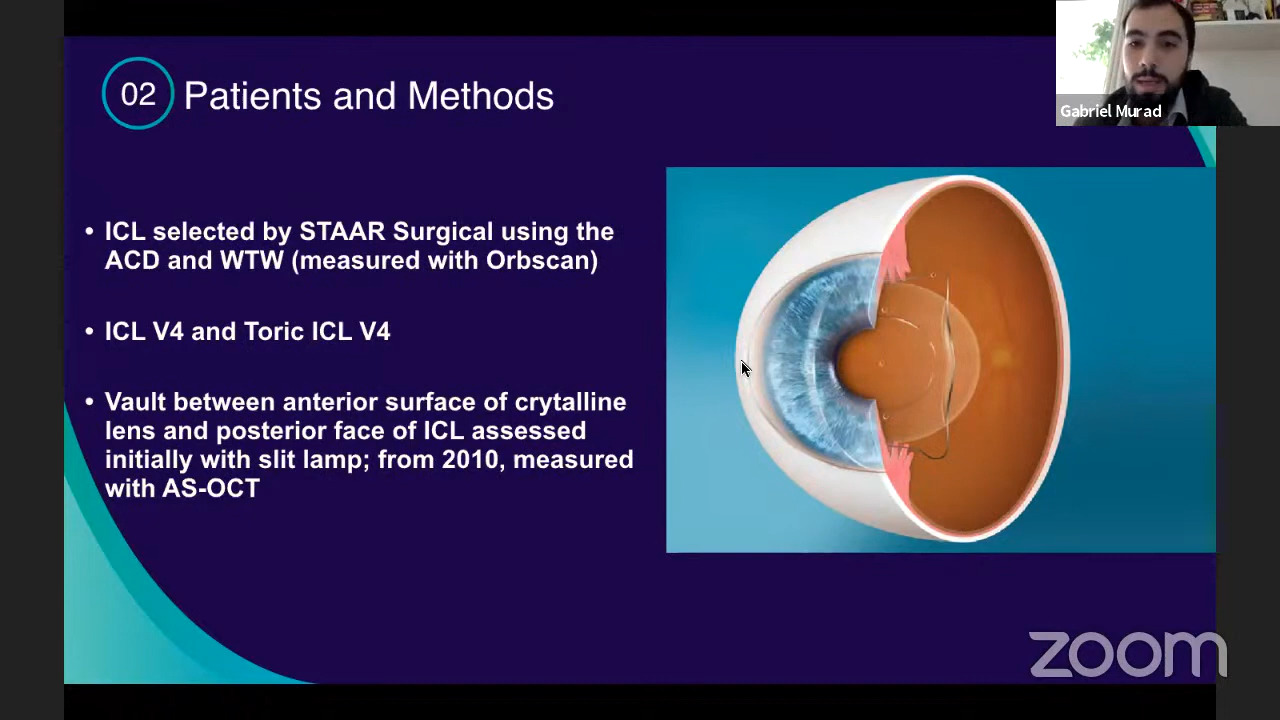 02 Patients and Methods
Gabriel Murad
• ICL selected by STAAR Surgical using the
ACD and WTW (measured with Orbscan)
• ICL V4 and Toric ICL V4
• Vault between anterior surface of crytalline
lens and posterior face of ICL assessed
initially with slit lamp; from 2010, measured
with AS-OCT
zoom